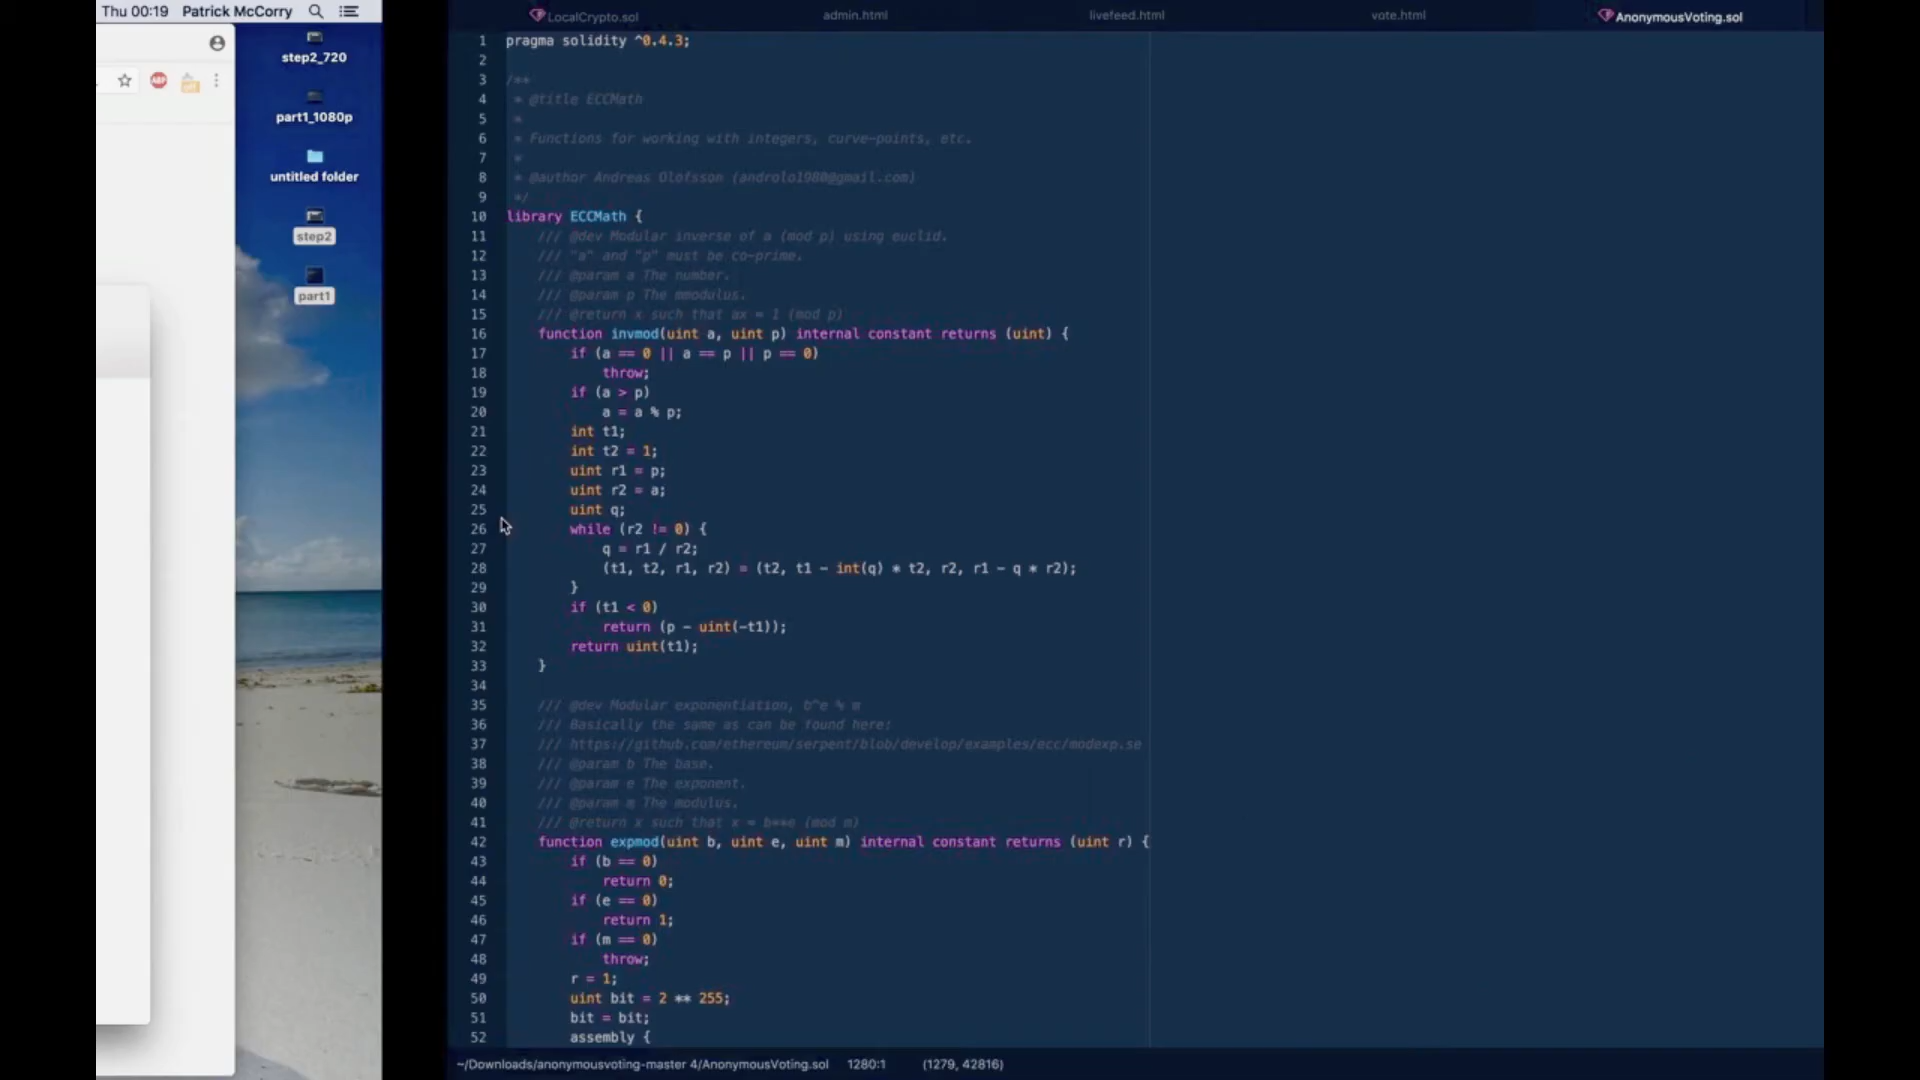 Thu 00:19 Patrick McCorry
step2_720
part1_1080p
untitled folder
step2
part1
ABP
off
LocalCrypto.sol
admin.html
livefeed.html
vote.html
AnonymousVoting.sol
1 pragma solidity ^0.4.3;
2
3 /**
4 * @title ECCMath
5 *
6 * Functions for working with integers, curve-points, etc.
7 *
8 * @author Andreas Olofsson (androlo1980@gmail.com)
9 */
10 library ECCMath {
11 /// @dev Modular inverse of a (mod p) using euclid.
12 /// "a" and "p" must be co-prime.
13 /// @param a The number.
14 /// @param p The mmodulus.
15 /// @return x such that ax = 1 (mod p)
16 function invmod(uint a, uint p) internal constant returns (uint) {
17 if (a == 0 || a == p || p == 0)
18 throw;
19 if (a > p)
20 a = a % p;
21 int t1;
22 int t2 = 1;
23 uint r1 = p;
24 uint r2 = a;
25 uint q;
26 while (r2 != 0) {
27 q = r1 / r2;
28 (t1, t2, r1, r2) = (t2, t1 - int(q) * t2, r2, r1 - q * r2);
29 }
30 if (t1 < 0)
31 return (p - uint(-t1));
32 return uint(t1);
33 }
34
35 /// @dev Modular exponentiation, b^e % m
36 /// Basically the same as can be found here:
37 /// https://github.com/ethereum/serpent/blob/develop/examples/ecc/modexp.se
38 /// @param b The base.
39 /// @param e The exponent.
40 /// @param m The modulus.
41 /// @return x such that x = b**e (mod m)
42 function expmod(uint b, uint e, uint m) internal constant returns (uint r) {
43 if (b == 0)
44 return 0;
45 if (e == 0)
46 return 1;
47 if (m == 0)
48 throw;
49 r = 1;
50 uint bit = 2 ** 255;
51 bit = bit;
52 assembly {
~/Downloads/anonymousvoting-master 4/AnonymousVoting.sol 1280:1 (1279, 42816)